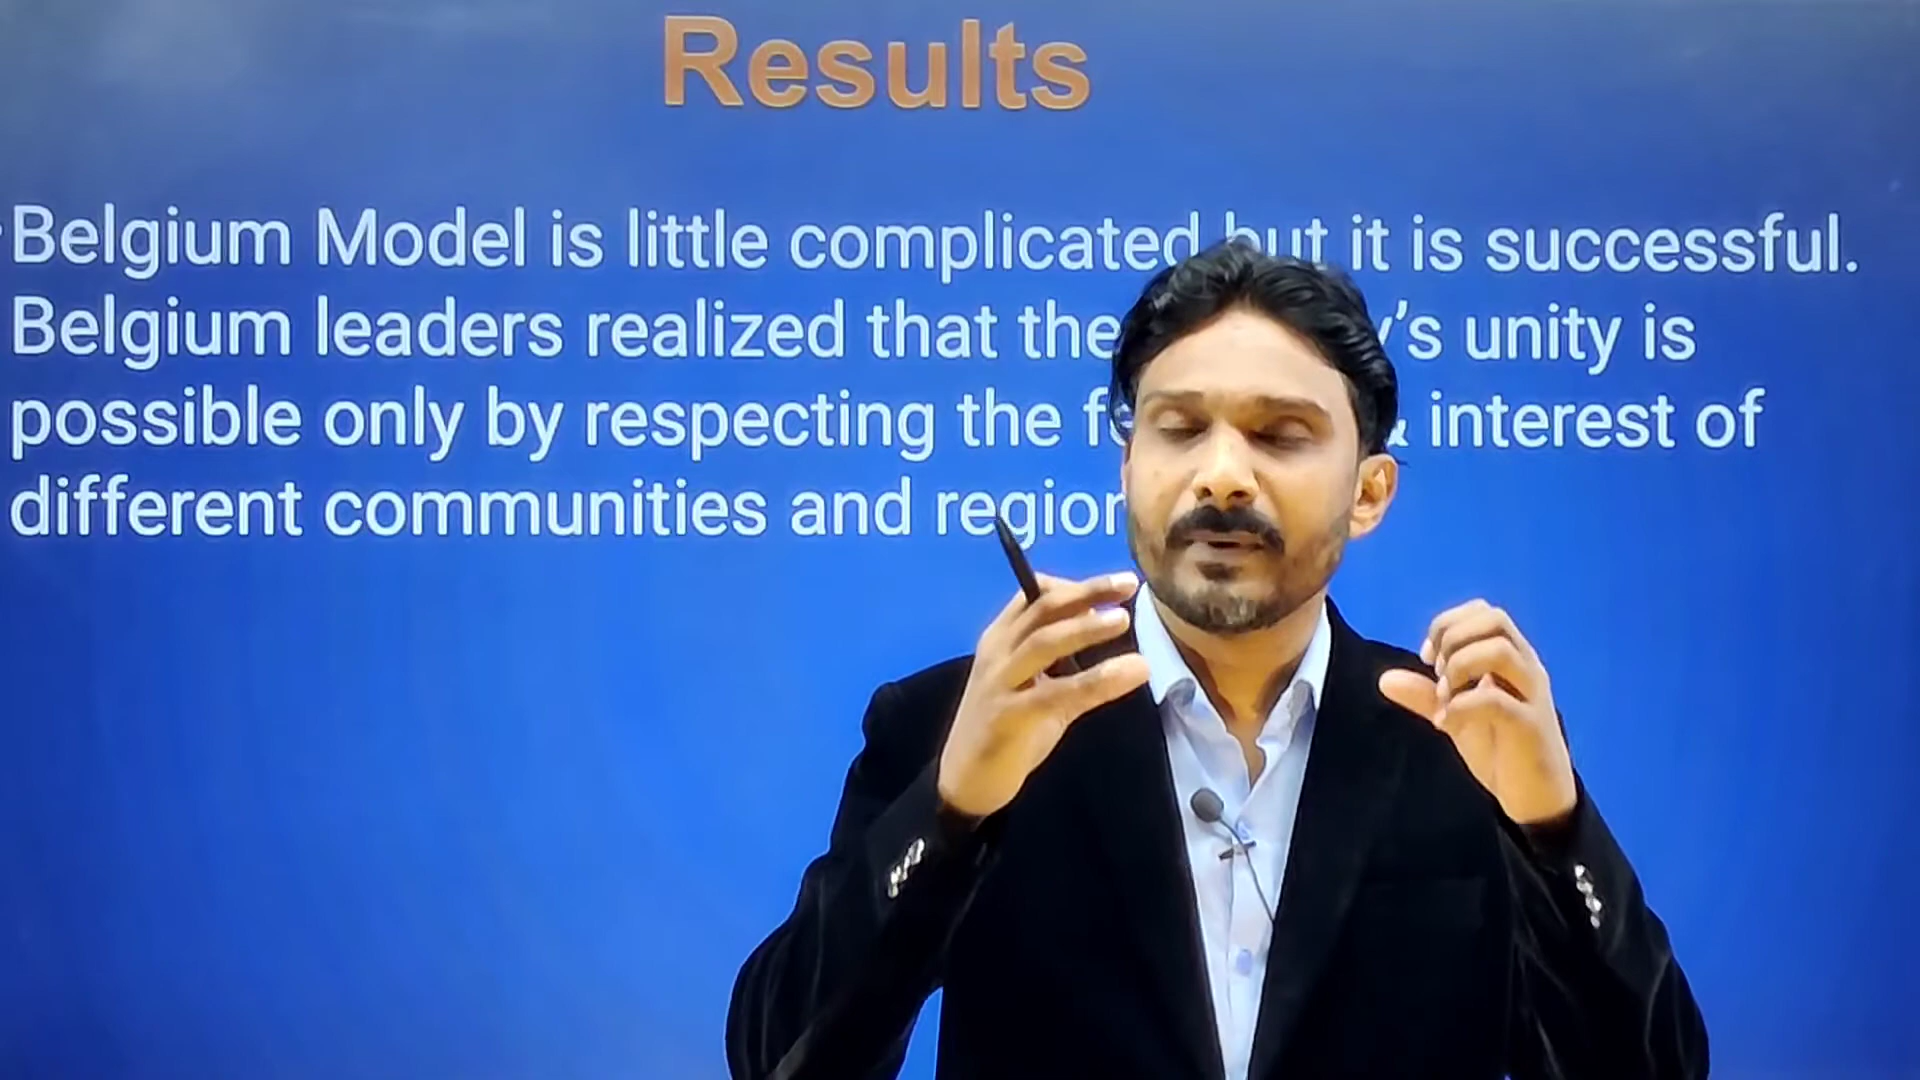 Results
Belgium Model is little complicated but it is successful.
Belgium leaders realized that the y's unity is
possible only by respecting the & interest of
different communities and region